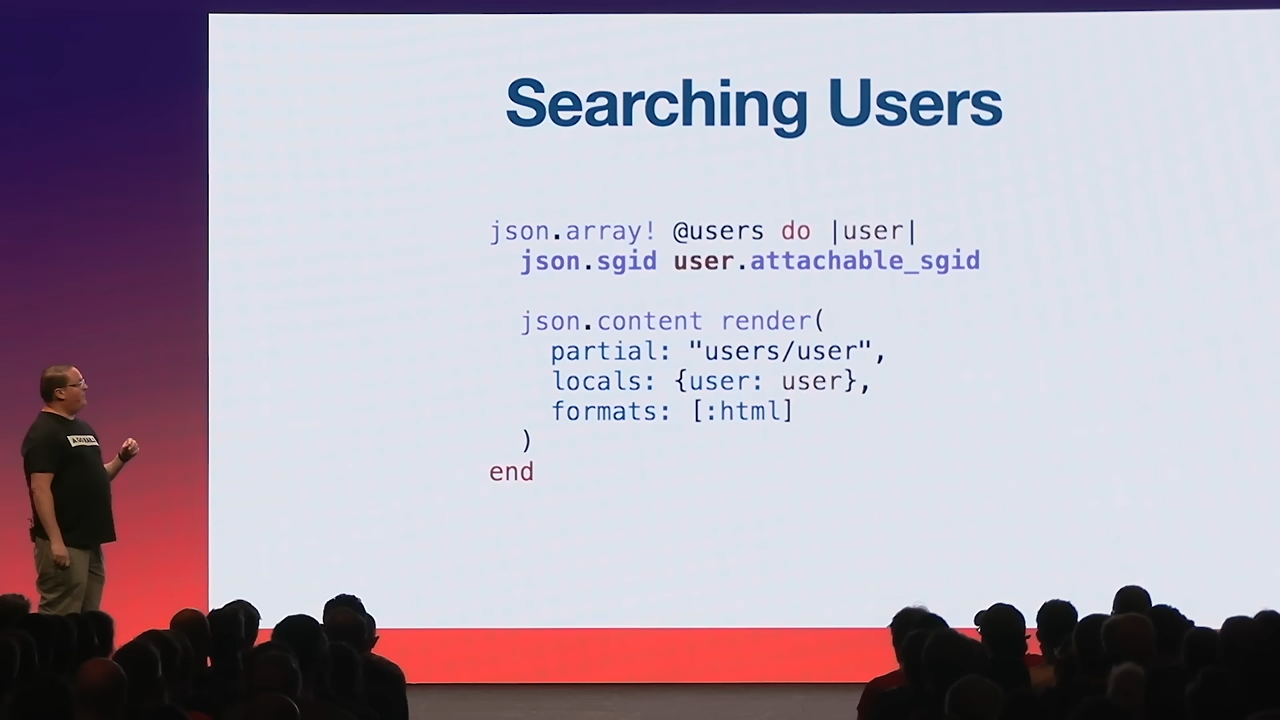 Searching Users
json.array! @users do |user|
  json.sgid user.attachable_sgid

  json.content render(
    partial: "users/user",
    locals: {user: user},
    formats: [:html]
  )
end